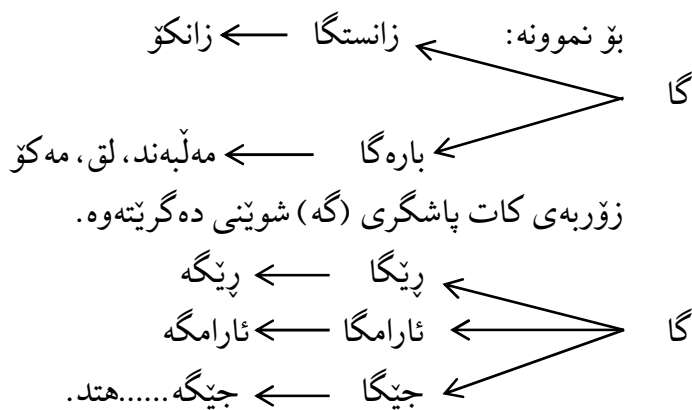 بۆ نموونە: زانستگا زانکۆ
گا
بارەگا مەڵبەند، لق، مەکۆ
زۆربەی کات پاشگری (گە) شوێنی دەگرێتەوە.
ڕێگا ڕێگە
گا ئارامگا ئارامگە
جێگا جێگە......هتد.